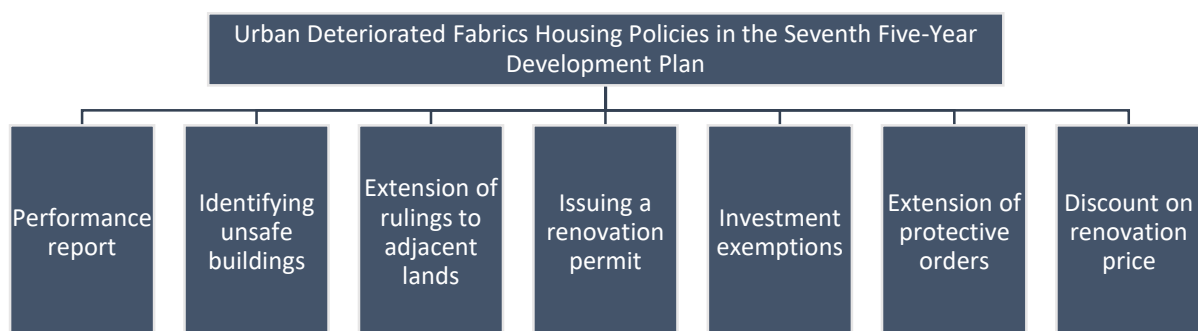 Urban Deteriorated Fabrics Housing Policies in the Seventh Five-Year
Development Plan
Performance
report
Identifying
unsafe
buildings
Extension of
rulings to
adjacent
lands
Issuing a
renovation
permit
Investment
exemptions
Extension of
protective
orders
Discount on
renovation
price